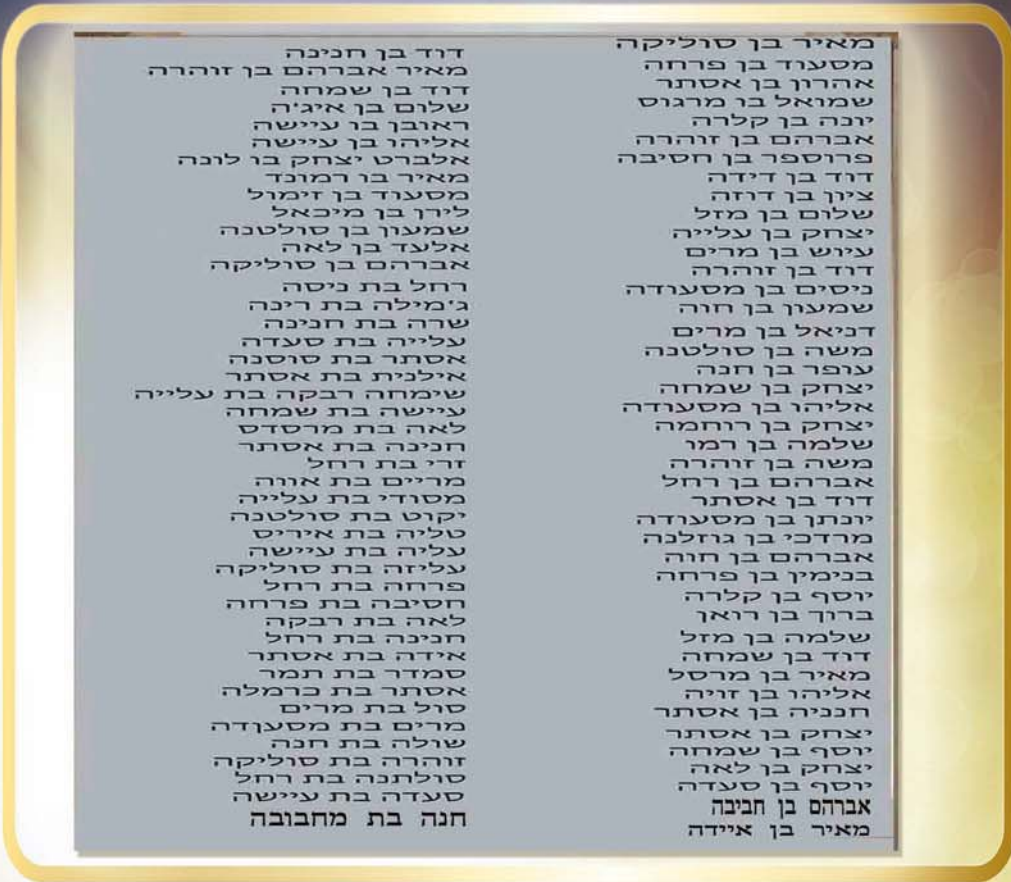 מאיר בן סוליקה
מסעוד בן פרחה
אהרון בן אסתר
שמואל בו מרגוס
יונה בן קלרה
אברהם בן זוהרה
פרוספר בן חסיבה
דוד בן דידה
ציון בן דוזה
שלום בן מזל
יצחק בן עלייה
עיוש בן מרים
דוד בן זוהרה
ניסים בן מסעודה
שמעון בן חוה
דניאל בן מרים
משה בן סולטנה
עופר בן חנה
יצחק בן שמחה
אליהו בן מסעודה
יצחק בן רוחמה
שלמה בן רמו
משה בן זוהרה
אברהם בן רחל
דוד בן אסתר
יונתן בן מסעודה
מרדכי בן גוזלנה
אברהם בן חוה
בנימין בן פרחה
יוסף בן קלרה
ברוך בן רואן
שלמה בן מזל
דוד בן שמחה
מאיר בן מרסל
אליהו בן זויה
חנניה בן אסתר
יצחק בן אסתר
יוסף בן שמחה
יצחק בן לאה
יוסף בן סעדה
אברהם בן חביבה
מאיר בן איידה
דוד בן חנינה
מאיר אברהם בן זוהרה
דוד בן שמחה
שלום בן איג'ה
ראובן בו עיישה
אליהו בן עיישה
אלברט יצחק בו לונה
מאיר בו רמונד
מסעוד בן זימול
לירן בן מיכאל
שמעון בן סולטנה
אלעד בן לאה
אברהם בן סוליקה
רחל בת ניסה
ג'מילה בת רינה
שרה בת חנינה
עלייה בת סעדה
אסתר בת סוסנה
אילנית בת אסתר
שימחה רבקה בת עלייה
עיישה בת שמחה
לאה בת מרסדס
חנינה בת אסתר
זרי בת רחל
מריים בת אווה
מסודי בת עלייה
יקוט בת סולטנה
טליה בת איריס
עליה בת עיישה
עליזה בת סוליקה
פרחה בת רחל
חסיבה בת פרחה
לאה בת רבקה
חנינה בת רחל
אידה בת אסתר
סמדר בת תמר
אסתר בת כרמלה
סול בת מרים
מרים בת מסעןדה
שולה בת חנה
זוהרה בת סוליקה
סולתנה בת רחל
סעדה בת עיישה
חנה בת מחבובה